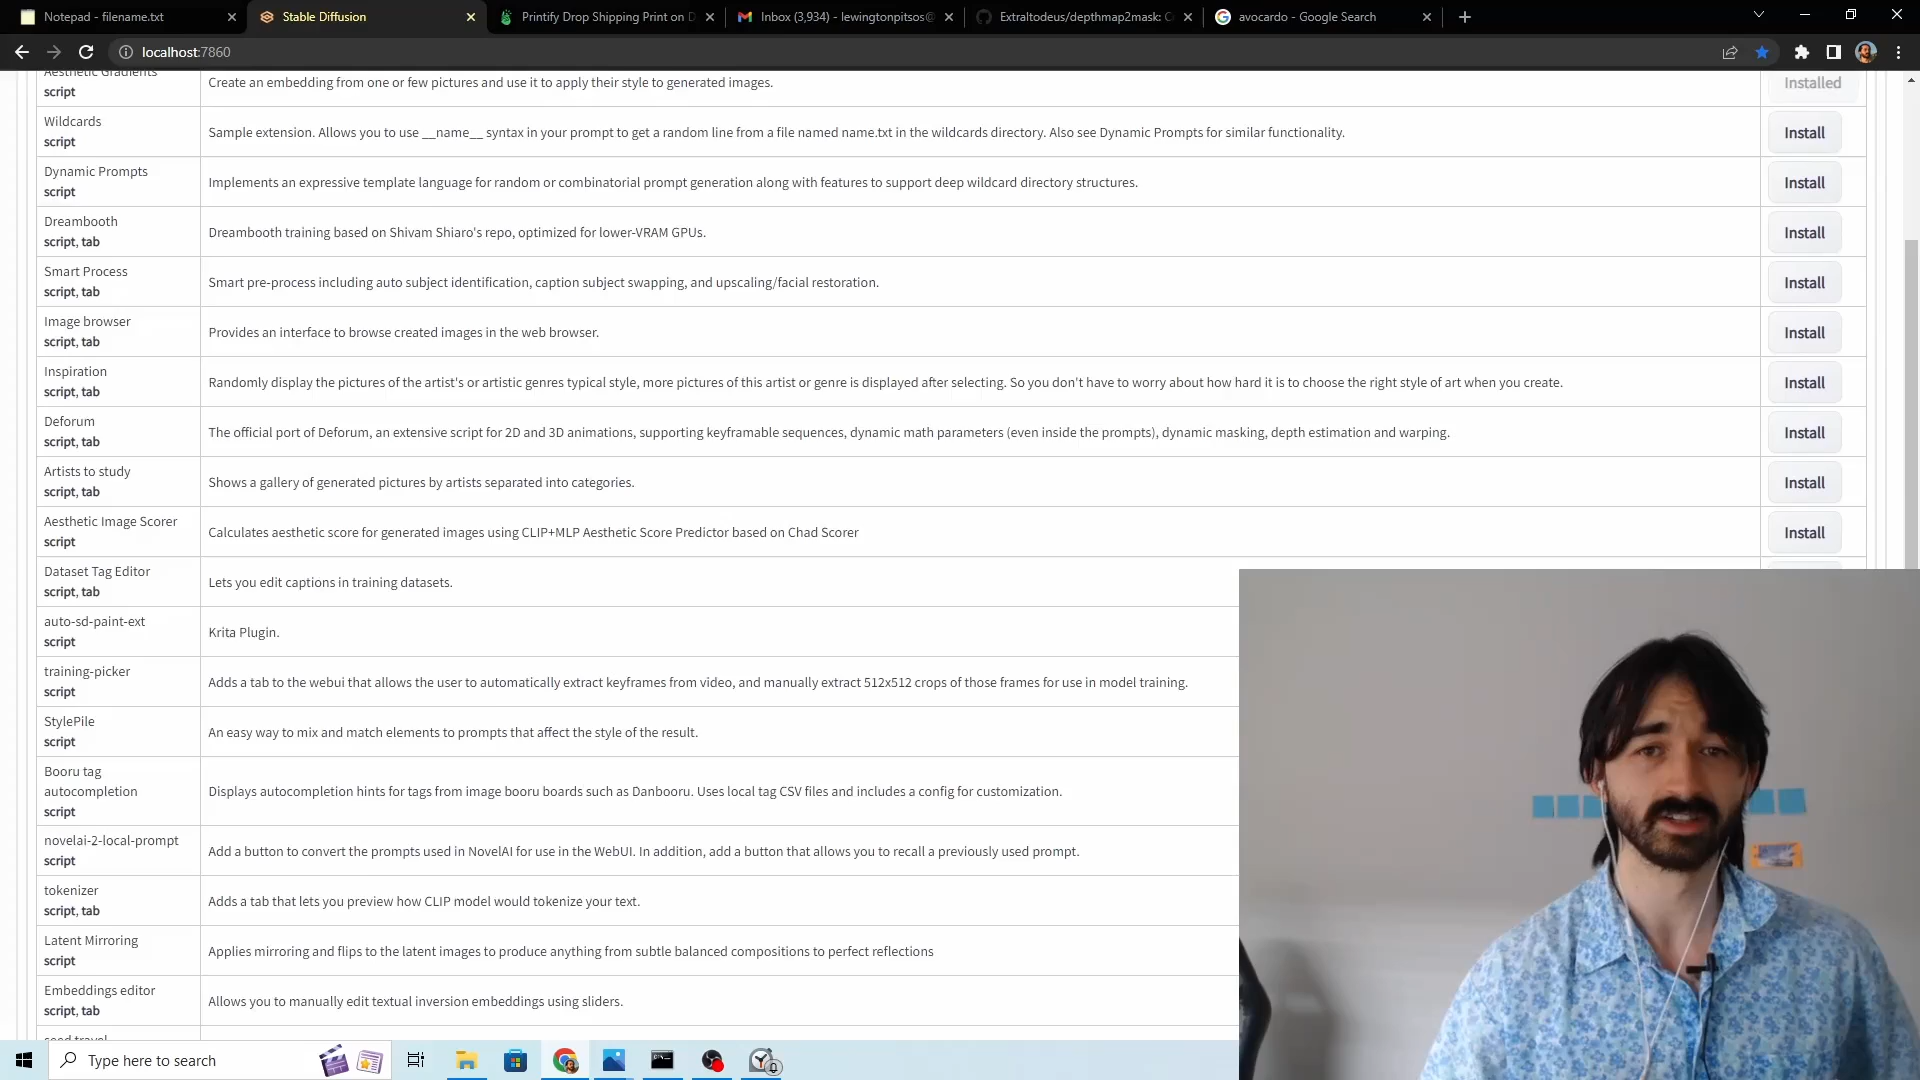 Notepad - filename.txt
Stable Diffusion
Printify Drop Shipping Print on D
Inbox (3,934) - lewingtonpitsos@
Extraltodeus/depthmap2mask: C
avocardo - Google Search
localhost:7860
Aesthetic Gradients
script
Create an embedding from one or few pictures and use it to apply their style to generated images.
Installed
Wildcards
script
Sample extension. Allows you to use __name__ syntax in your prompt to get a random line from a file named name.txt in the wildcards directory. Also see Dynamic Prompts for similar functionality.
Install
Dynamic Prompts
script
Implements an expressive template language for random or combinatorial prompt generation along with features to support deep wildcard directory structures.
Install
Dreambooth
script, tab
Dreambooth training based on Shivam Shiaro's repo, optimized for lower-VRAM GPUs.
Install
Smart Process
script, tab
Smart pre-process including auto subject identification, caption subject swapping, and upscaling/facial restoration.
Install
Image browser
script, tab
Provides an interface to browse created images in the web browser.
Install
Inspiration
script, tab
Randomly display the pictures of the artist's or artistic genres typical style, more pictures of this artist or genre is displayed after selecting. So you don't have to worry about how hard it is to choose the right style of art when you create.
Install
Deforum
script, tab
The official port of Deforum, an extensive script for 2D and 3D animations, supporting keyframable sequences, dynamic math parameters (even inside the prompts), dynamic masking, depth estimation and warping.
Install
Artists to study
script, tab
Shows a gallery of generated pictures by artists separated into categories.
Install
Aesthetic Image Scorer
script
Calculates aesthetic score for generated images using CLIP+MLP Aesthetic Score Predictor based on Chad Scorer
Install
Dataset Tag Editor
script, tab
Lets you edit captions in training datasets.
auto-sd-paint-ext
script
Krita Plugin.
training-picker
script
Adds a tab to the webui that allows the user to automatically extract keyframes from video, and manually extract 512x512 crops of those frames for use in model training.
StylePile
script
An easy way to mix and match elements to prompts that affect the style of the result.
Booru tag
autocompletion
script
Displays autocompletion hints for tags from image booru boards such as Danbooru. Uses local tag CSV files and includes a config for customization.
novelai-2-local-prompt
script
Add a button to convert the prompts used in NovelAI for use in the WebUI. In addition, add a button that allows you to recall a previously used prompt.
tokenizer
script, tab
Adds a tab that lets you preview how CLIP model would tokenize your text.
Latent Mirroring
script
Applies mirroring and flips to the latent images to produce anything from subtle balanced compositions to perfect reflections
Embeddings editor
script, tab
Allows you to manually edit textual inversion embeddings using sliders.
seed travel
Type here to search